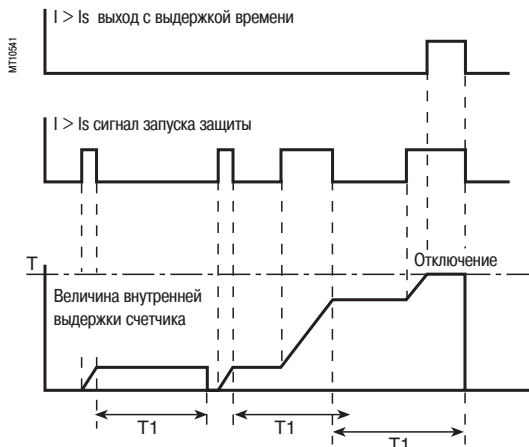 I > Is выход с выдержкой времени
MT10541
I > Is сигнал запуска защиты
T
Отключение
Величина внутренней
выдержки счетчика
T1
T1
T1